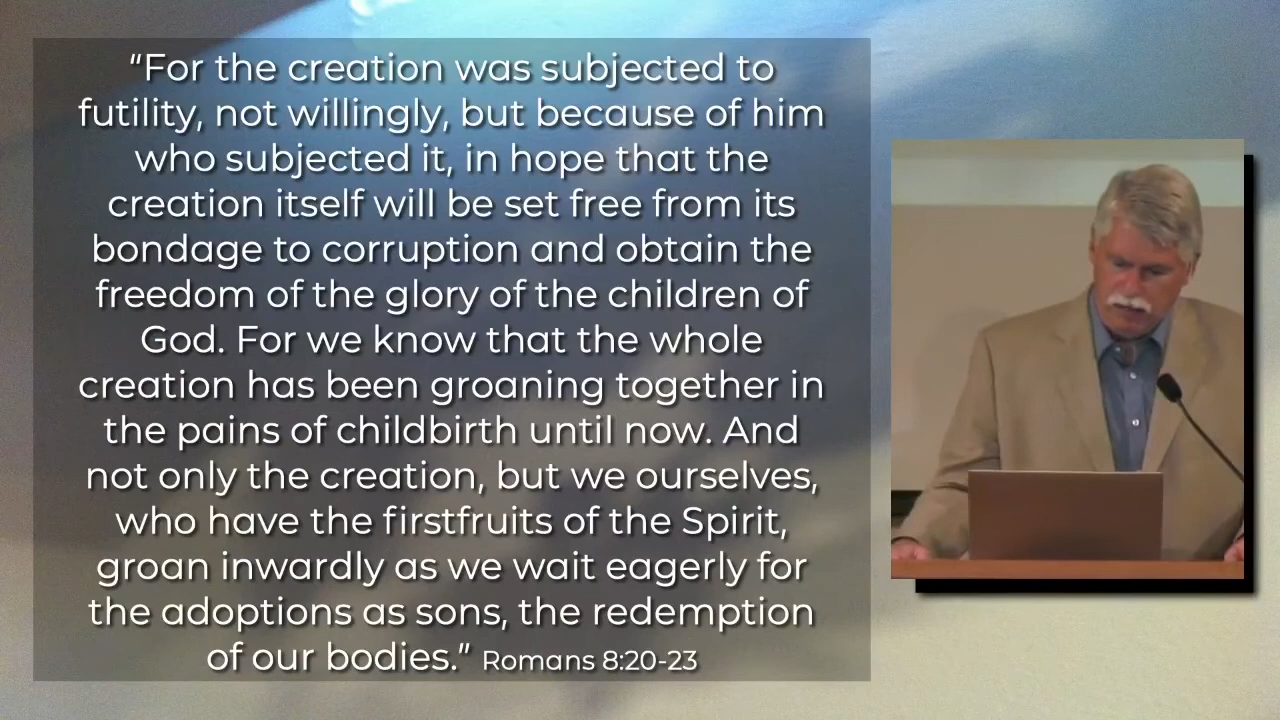 “For the creation was subjected to
futility, not willingly, but because of him
who subjected it, in hope that the
creation itself will be set free from its
bondage to corruption and obtain the
freedom of the glory of the children of
God. For we know that the whole
creation has been groaning together in
the pains of childbirth until now. And
not only the creation, but we ourselves,
who have the firstfruits of the Spirit,
groan inwardly as we wait eagerly for
the adoptions as sons, the redemption
of our bodies.” Romans 8:20-23